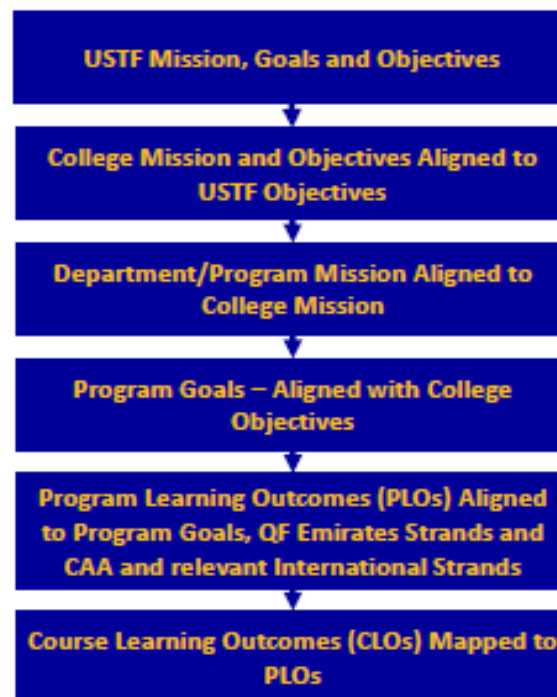 USTF Mission, Goals and Objectives
College Mission and Objectives Aligned to
USTF Objectives
Department/Program Mission Aligned to
College Mission
Program Goals – Aligned with College
Objectives
Program Learning Outcomes (PLOs) Aligned
to Program Goals, QF Emirates Strands and
CAA and relevant International Strands
Course Learning Outcomes (CLOs) Mapped to
PLOs